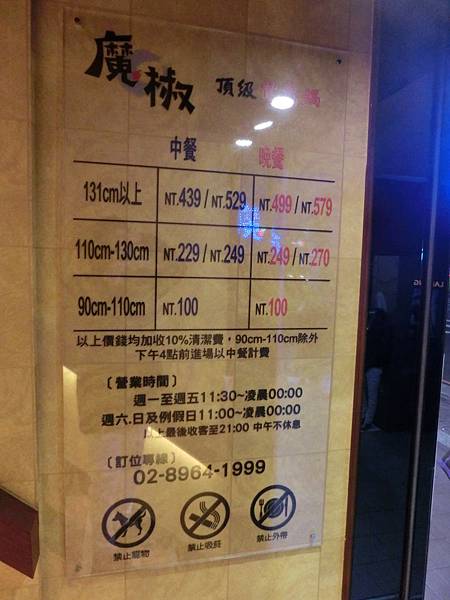 魔椒
頂級 鍋
中餐 晚餐
131cm以上 NT.439 / NT.529 NT.499 / NT.579
110cm-130cm NT.229 / NT.249 NT.249 / NT.270
90cm-110cm NT.100 NT.100
以上價錢均加收10%清潔費，90cm-110cm除外
下午4點前進場以中餐計費
〔營業時間〕
週一至週五11:30~凌晨00:00
週六.日及例假日11:00~凌晨00:00
以上最後收客至21:00 中午不休息
〔訂位專線〕
02-8964-1999
禁止寵物 禁止吸菸 禁止外帶